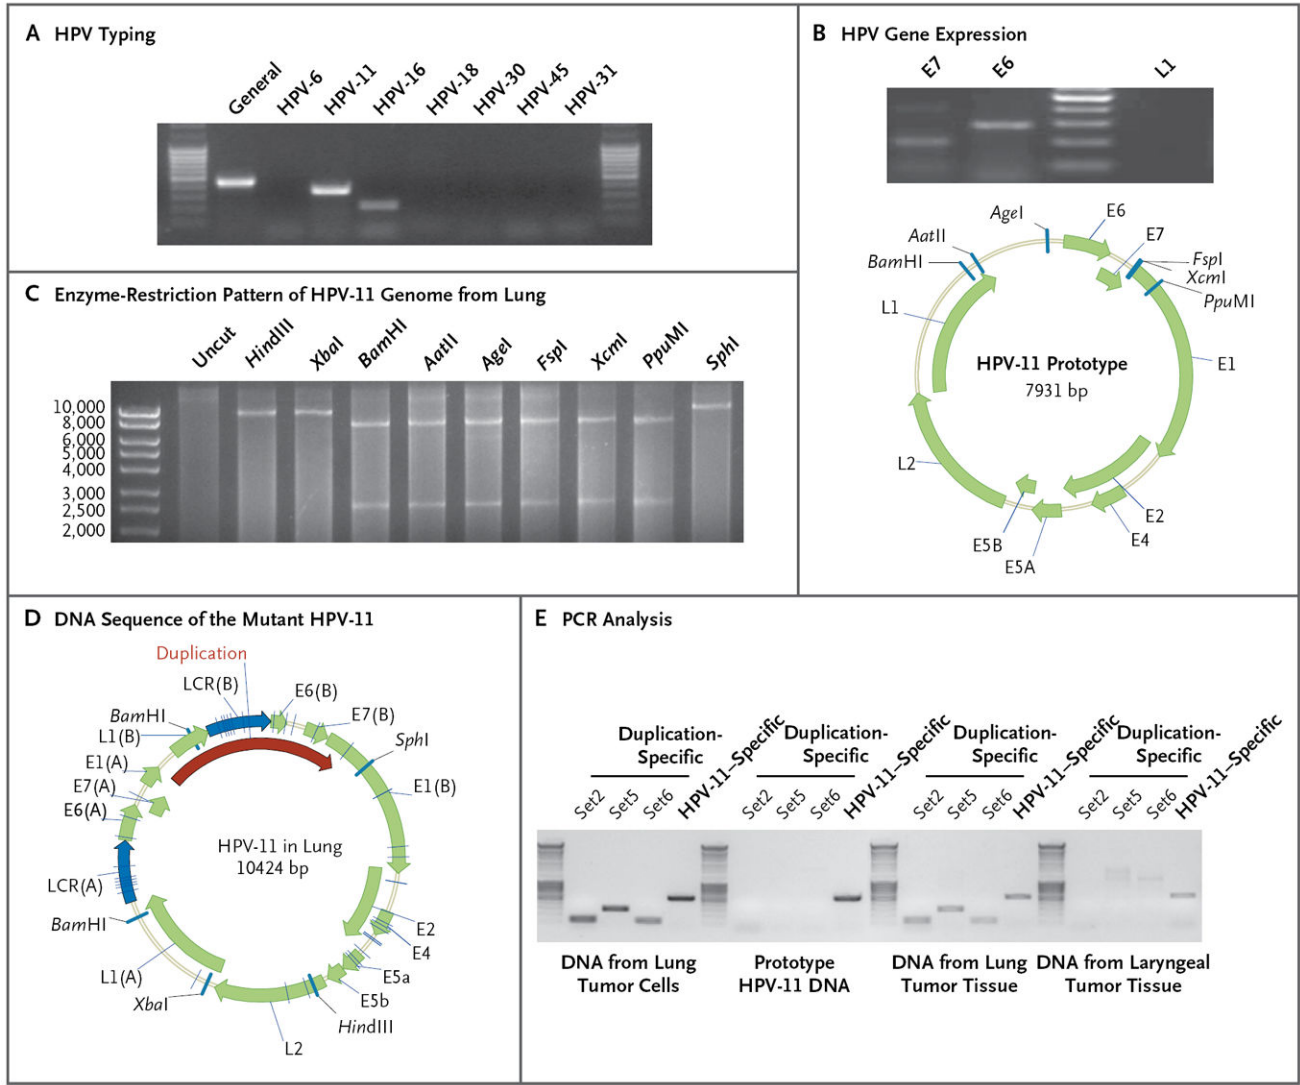 A HPV Typing
General
HPV-6
HPV-11
HPV-16
HPV-18
HPV-30
HPV-45
HPV-31
B HPV Gene Expression
E7
E6
L1
AgeI
E6
E7
AatII
BamHI
FspI
XcmI
PpuMI
L1
E1
HPV-11 Prototype
7931 bp
L2
E2
E4
E5B
E5A
C Enzyme-Restriction Pattern of HPV-11 Genome from Lung
Uncut
HindIII
XbaI
BamHI
AatII
AgeI
FspI
XcmI
PpuMI
SphI
10,000
8,000
6,000
5,000
4,000
3,000
2,500
2,000
D DNA Sequence of the Mutant HPV-11
Duplication
LCR(B)
E6(B)
E7(B)
BamHI
L1(B)
SphI
E1(A)
E7(A)
E1(B)
E6(A)
HPV-11 in Lung
10424 bp
LCR(A)
BamHI
E2
E4
L1(A)
E5a
XbaI
E5b
HindIII
L2
E PCR Analysis
Duplication-
Specific
Set2
Set5
Set6
HPV-11–Specific
Duplication-
Specific
Set2
Set5
Set6
HPV-11–Specific
Duplication-
Specific
Set2
Set5
Set6
HPV-11–Specific
Duplication-
Specific
Set2
Set5
Set6
HPV-11–Specific
DNA from Lung
Tumor Cells
Prototype
HPV-11 DNA
DNA from Lung
Tumor Tissue
DNA from Laryngeal
Tumor Tissue